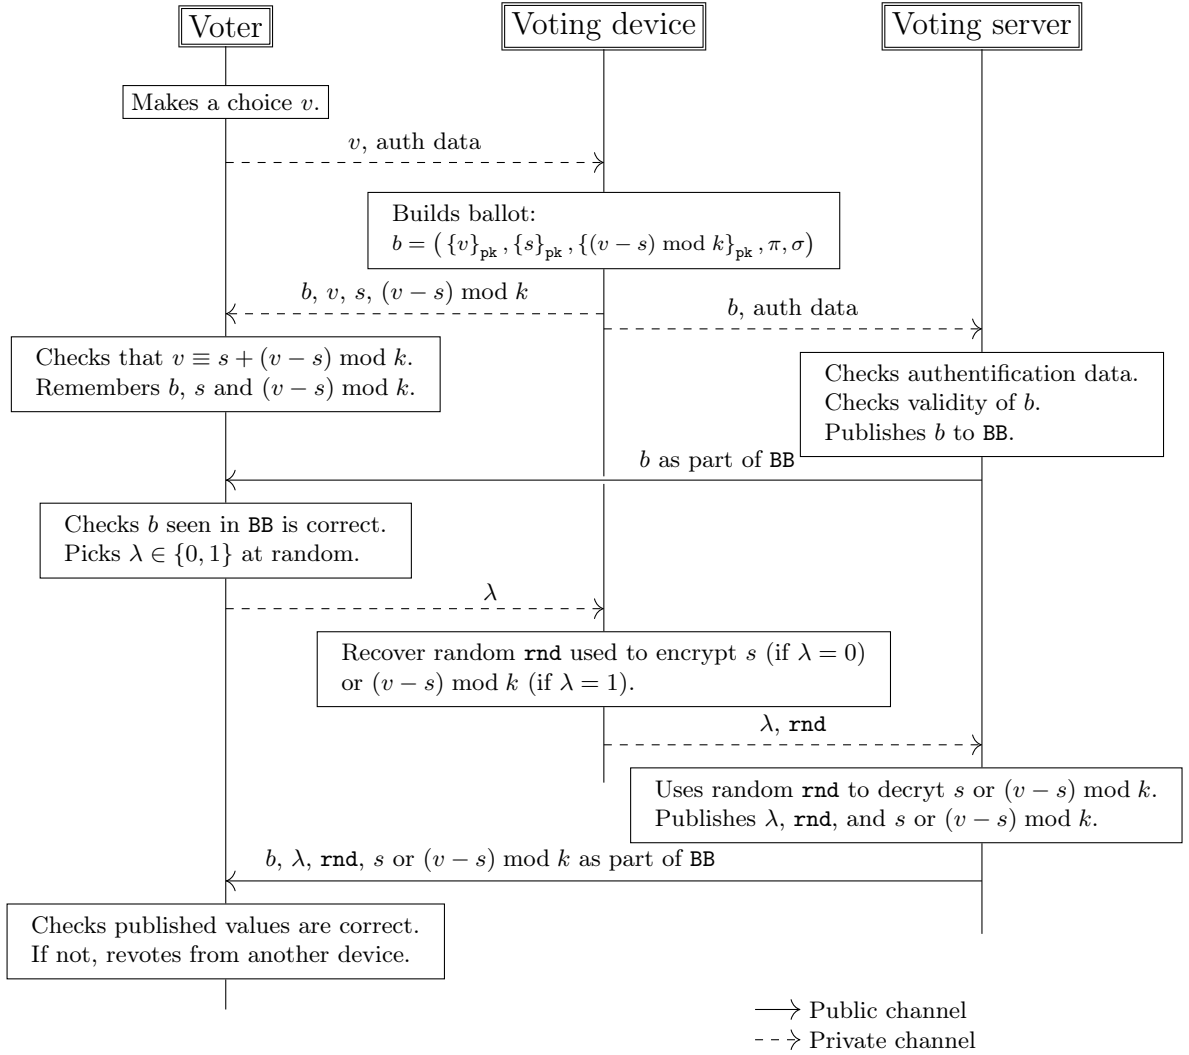 Voter
Voting device
Voting server
Makes a choice v.
v, auth data
Builds ballot:
b = ( {v}_pk , {s}_pk , {(v − s) mod k}_pk , π, σ)
b, v, s, (v − s) mod k
b, auth data
Checks that v ≡ s + (v − s) mod k.
Remembers b, s and (v − s) mod k.
Checks authentification data.
Checks validity of b.
Publishes b to BB.
b as part of BB
Checks b seen in BB is correct.
Picks λ ∈ {0, 1} at random.
λ
Recover random rnd used to encrypt s (if λ = 0)
or (v − s) mod k (if λ = 1).
λ, rnd
Uses random rnd to decryt s or (v − s) mod k.
Publishes λ, rnd, and s or (v − s) mod k.
b, λ, rnd, s or (v − s) mod k as part of BB
Checks published values are correct.
If not, revotes from another device.
Public channel
Private channel